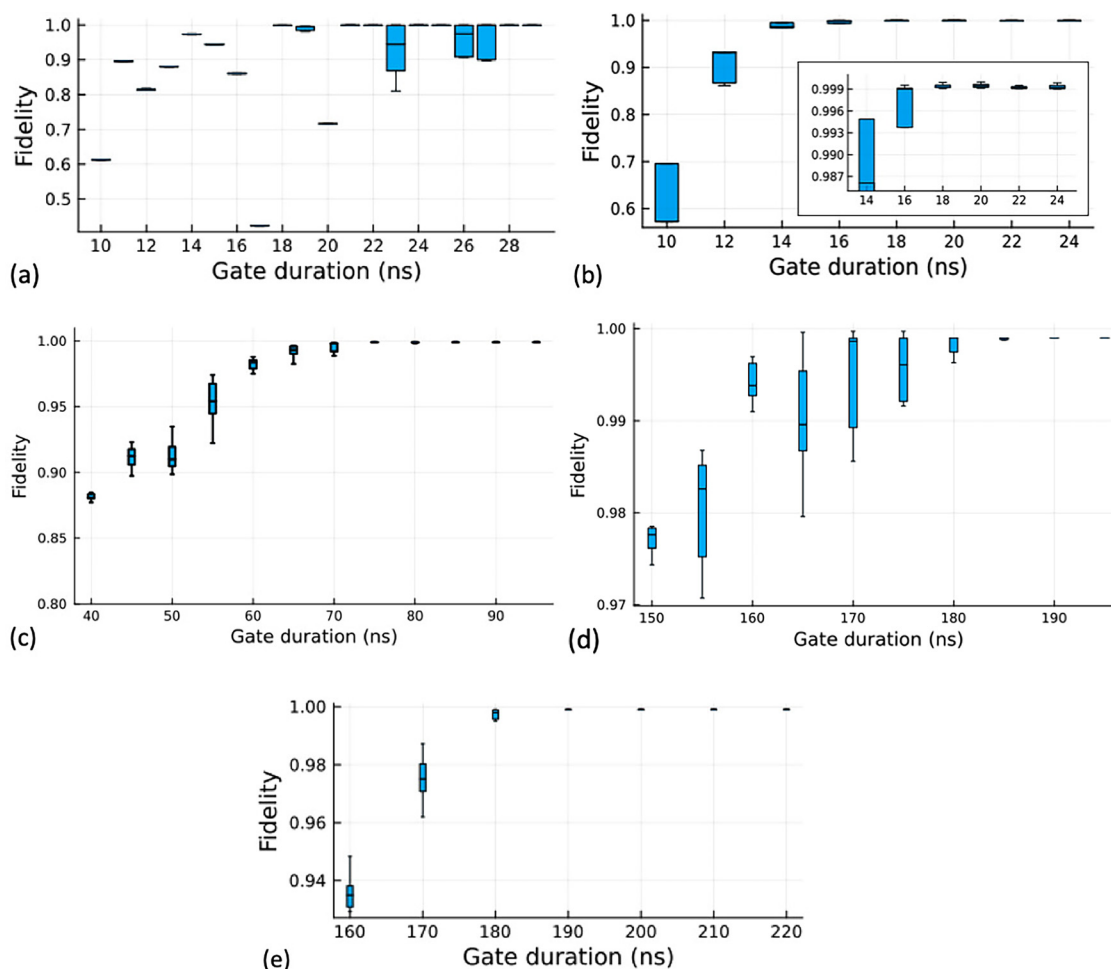 1.0
0.9
0.8
0.7
0.6
0.5
Fidelity
10 12 14 16 18 20 22 24 26 28
Gate duration (ns)
(a)
1.0
0.9
0.8
0.7
0.6
Fidelity
0.999
0.996
0.993
0.990
0.987
14 16 18 20 22 24
10 12 14 16 18 20 22 24
Gate duration (ns)
(b)
1.00
0.95
0.90
0.85
0.80
Fidelity
40 50 60 70 80 90
Gate duration (ns)
(c)
1.00
0.99
0.98
0.97
Fidelity
150 160 170 180 190
Gate duration (ns)
(d)
1.00
0.98
0.96
0.94
Fidelity
160 170 180 190 200 210 220
Gate duration (ns)
(e)